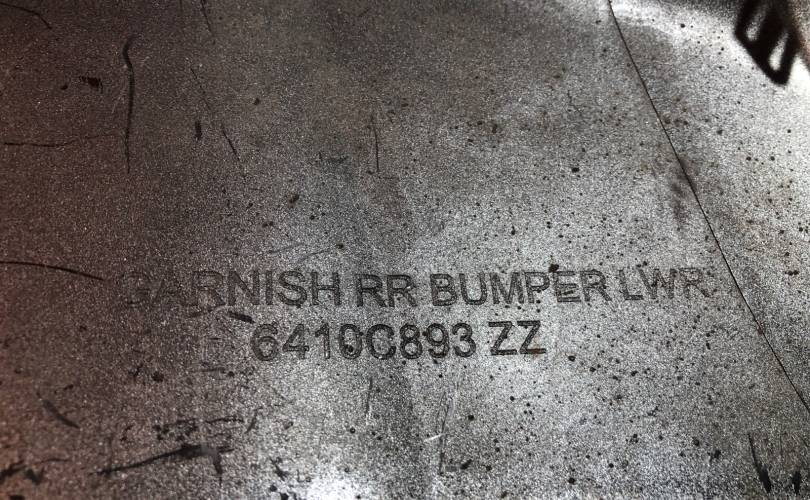 GARNISH RR BUMPER LWR
6410C893 ZZ